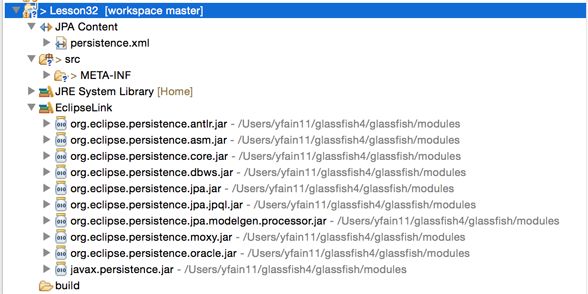 > Lesson32 [workspace master]
JPA Content
persistence.xml
> src
> META-INF
JRE System Library [Home]
EclipseLink
org.eclipse.persistence.antlr.jar - /Users/yfain11/glassfish4/glassfish/modules
org.eclipse.persistence.asm.jar - /Users/yfain11/glassfish4/glassfish/modules
org.eclipse.persistence.core.jar - /Users/yfain11/glassfish4/glassfish/modules
org.eclipse.persistence.dbws.jar - /Users/yfain11/glassfish4/glassfish/modules
org.eclipse.persistence.jpa.jar - /Users/yfain11/glassfish4/glassfish/modules
org.eclipse.persistence.jpa.jpql.jar - /Users/yfain11/glassfish4/glassfish/modules
org.eclipse.persistence.jpa.modelgen.processor.jar - /Users/yfain11/glassfish4/glassfish/modules
org.eclipse.persistence.moxy.jar - /Users/yfain11/glassfish4/glassfish/modules
org.eclipse.persistence.oracle.jar - /Users/yfain11/glassfish4/glassfish/modules
javax.persistence.jar - /Users/yfain11/glassfish4/glassfish/modules
build